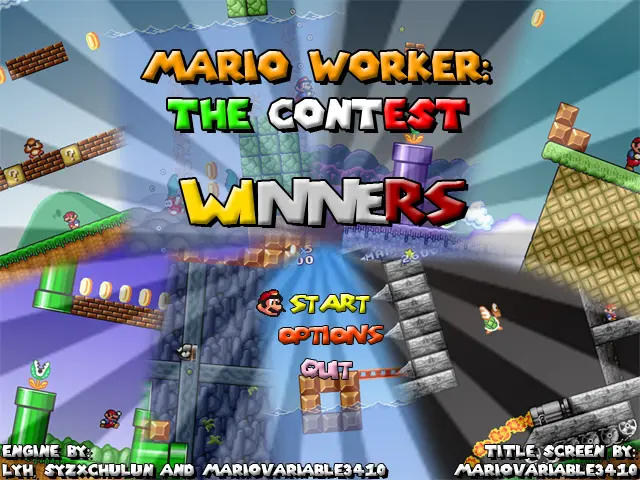 MARIO WORKER:
THE CONTEST
WINNERS
START
OPTIONS
QUIT
ENGINE BY:
LYH, SYZXCHULUN AND MARIOVARIABLE3410
TITLE SCREEN BY:
MARIOVARIABLE3410